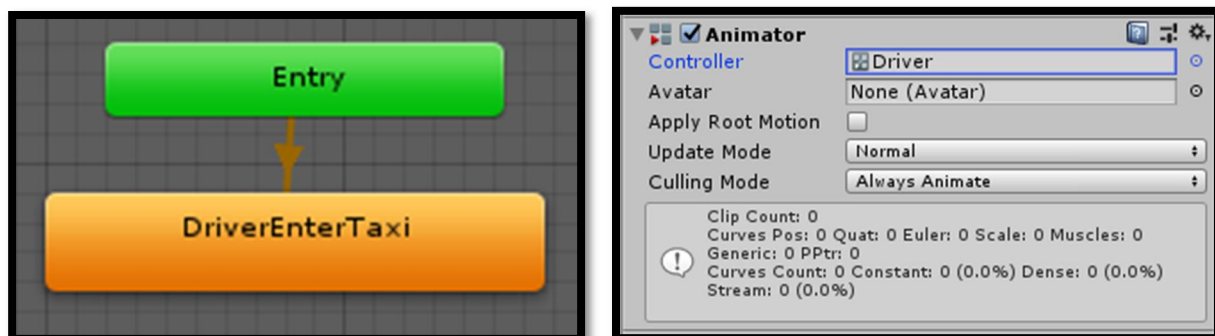 Entry
DriverEnterTaxi
Animator
Controller
Driver
Avatar
None (Avatar)
Apply Root Motion
Update Mode
Normal
Culling Mode
Always Animate
Clip Count: 0
Curves Pos: 0 Quat: 0 Euler: 0 Scale: 0 Muscles: 0
Generic: 0 PPtr: 0
Curves Count: 0 Constant: 0 (0.0%) Dense: 0 (0.0%)
Stream: 0 (0.0%)